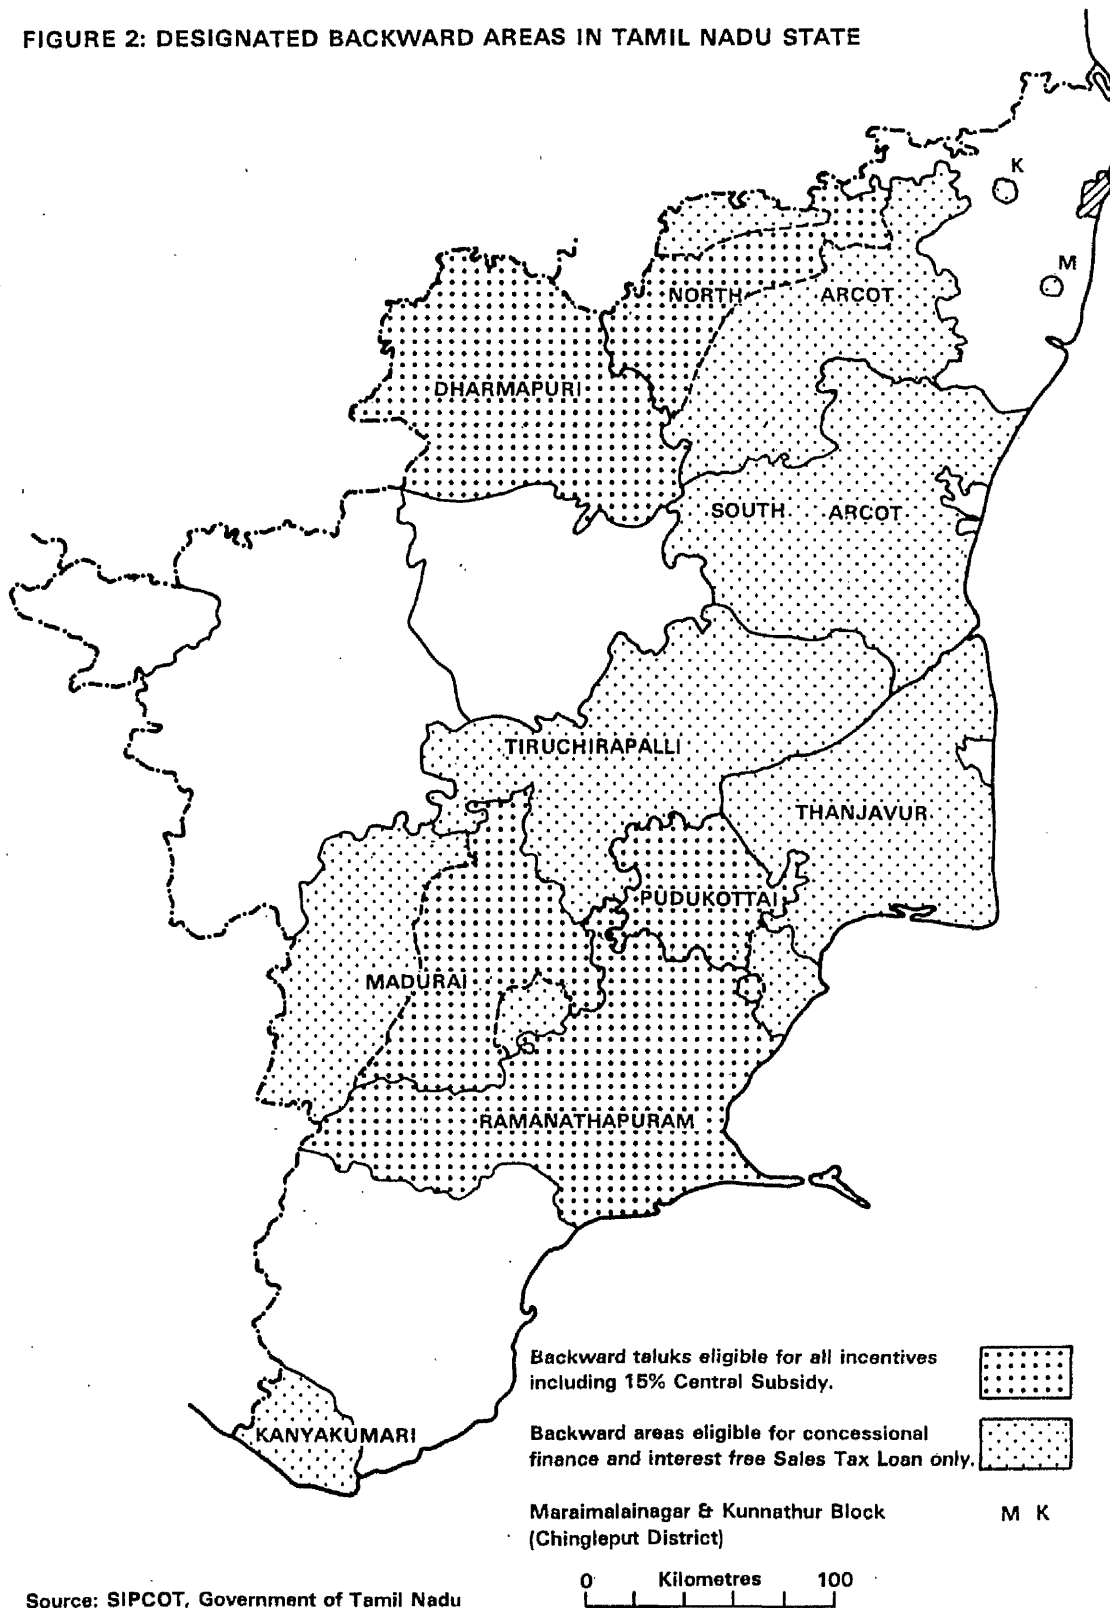 FIGURE 2: DESIGNATED BACKWARD AREAS IN TAMIL NADU STATE
K
M
NORTH ARCOT
DHARMAPURI
SOUTH ARCOT
TIRUCHIRAPALLI
THANJAVUR
PUDUKOTTAI
MADURAI
RAMANATHAPURAM
KANYAKUMARI
Backward taluks eligible for all incentives
including 15% Central Subsidy.
Backward areas eligible for concessional
finance and interest free Sales Tax Loan only.
Maraimalainagar & Kunnathur Block M K
(Chingleput District)
0 Kilometres 100
Source: SIPCOT, Government of Tamil Nadu